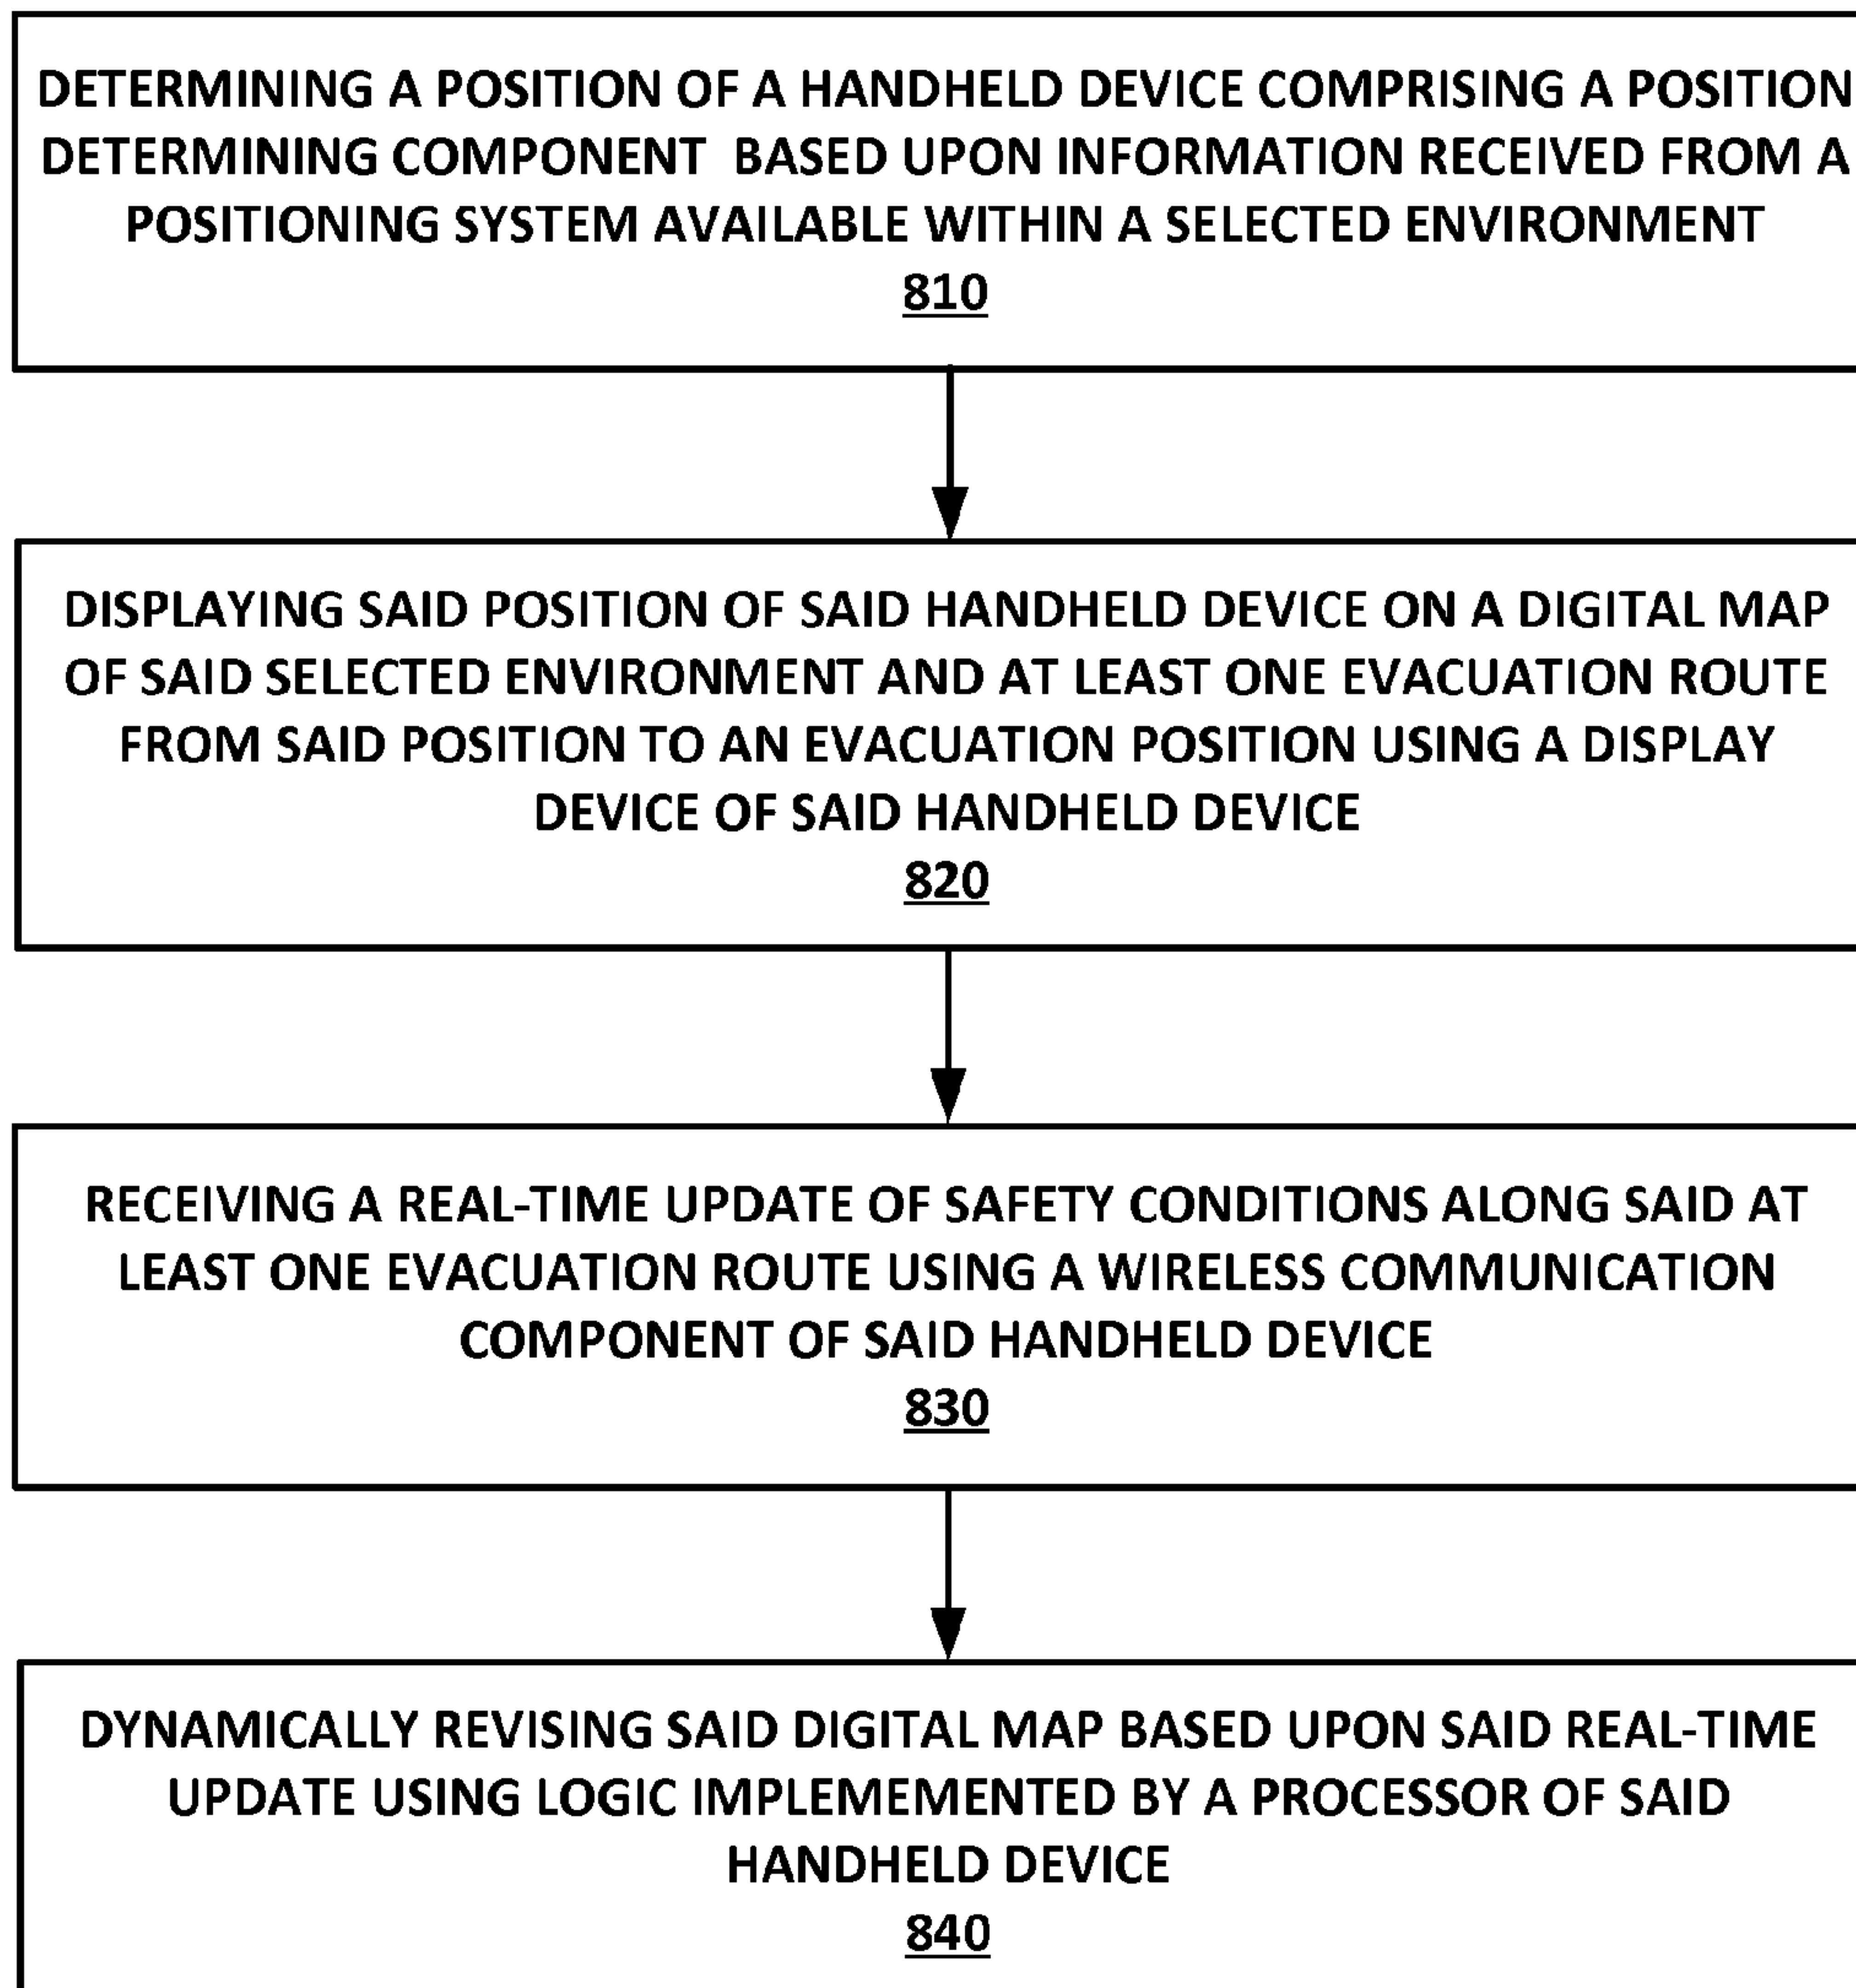 DETERMINING A POSITION OF A HANDHELD DEVICE COMPRISING A POSITION
DETERMINING COMPONENT BASED UPON INFORMATION RECEIVED FROM A
POSITIONING SYSTEM AVAILABLE WITHIN A SELECTED ENVIRONMENT
810
DISPLAYING SAID POSITION OF SAID HANDHELD DEVICE ON A DIGITAL MAP
OF SAID SELECTED ENVIRONMENT AND AT LEAST ONE EVACUATION ROUTE
FROM SAID POSITION TO AN EVACUATION POSITION USING A DISPLAY
DEVICE OF SAID HANDHELD DEVICE
820
RECEIVING A REAL-TIME UPDATE OF SAFETY CONDITIONS ALONG SAID AT
LEAST ONE EVACUATION ROUTE USING A WIRELESS COMMUNICATION
COMPONENT OF SAID HANDHELD DEVICE
830
DYNAMICALLY REVISING SAID DIGITAL MAP BASED UPON SAID REAL-TIME
UPDATE USING LOGIC IMPLEMEMENTED BY A PROCESSOR OF SAID
HANDHELD DEVICE
840